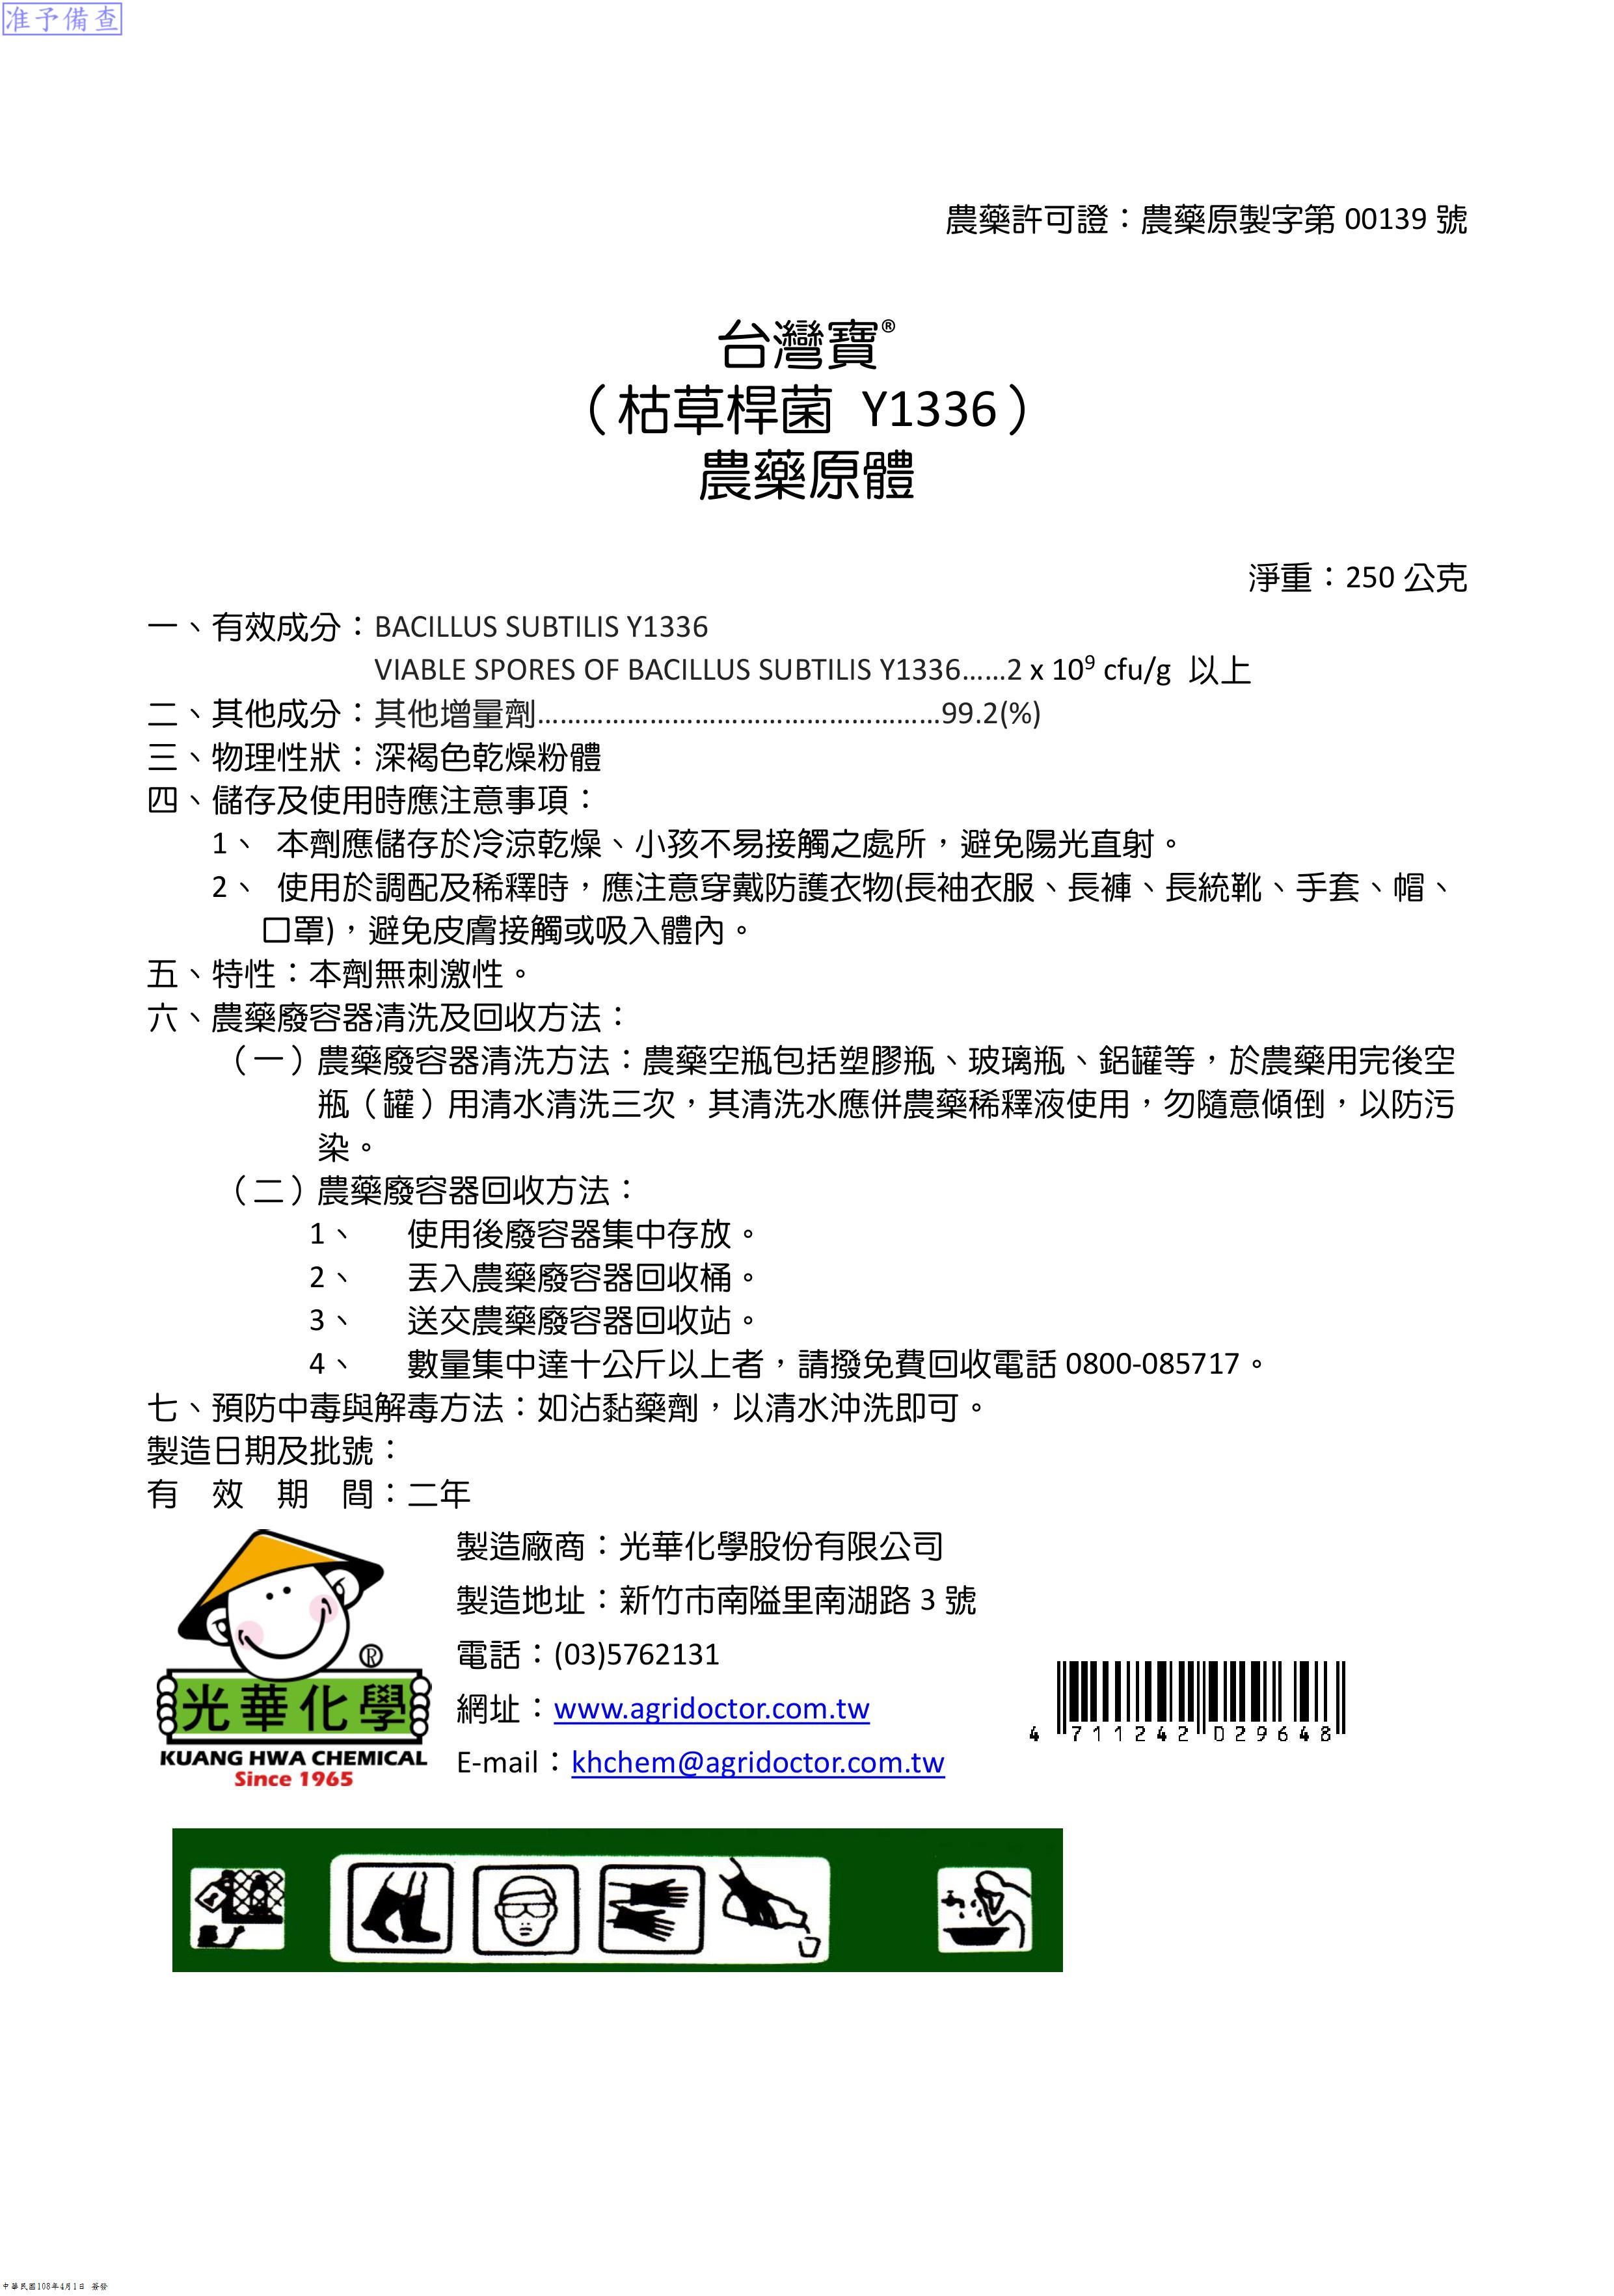 准予備查
農藥許可證：農藥原製字第 00139 號
台灣寶®
（枯草桿菌 Y1336）
農藥原體
淨重：250 公克
一、有效成分：BACILLUS SUBTILIS Y1336
VIABLE SPORES OF BACILLUS SUBTILIS Y1336......2 x 10⁹ cfu/g 以上
二、其他成分：其他增量劑......................................................99.2(%)
三、物理性狀：深褐色乾燥粉體
四、儲存及使用時應注意事項：
1、 本劑應儲存於冷涼乾燥、小孩不易接觸之處所，避免陽光直射。
2、 使用於調配及稀釋時，應注意穿戴防護衣物(長袖衣服、長褲、長統靴、手套、帽、
口罩)，避免皮膚接觸或吸入體內。
五、特性：本劑無刺激性。
六、農藥廢容器清洗及回收方法：
（一）農藥廢容器清洗方法：農藥空瓶包括塑膠瓶、玻璃瓶、鋁罐等，於農藥用完後空
瓶（罐）用清水清洗三次，其清洗水應併農藥稀釋液使用，勿隨意傾倒，以防污
染。
（二）農藥廢容器回收方法：
1、 使用後廢容器集中存放。
2、 丟入農藥廢容器回收桶。
3、 送交農藥廢容器回收站。
4、 數量集中達十公斤以上者，請撥免費回收電話 0800-085717。
七、預防中毒與解毒方法：如沾黏藥劑，以清水沖洗即可。
製造日期及批號：
有 效 期 間：二年
製造廠商：光華化學股份有限公司
製造地址：新竹市南隘里南湖路 3 號
電話：(03)5762131
網址：www.agridoctor.com.tw
E-mail：khchem@agridoctor.com.tw
®
光華化學
KUANG HWA CHEMICAL
Since 1965
4 711242 029648
中華民國108年4月1日 簽發